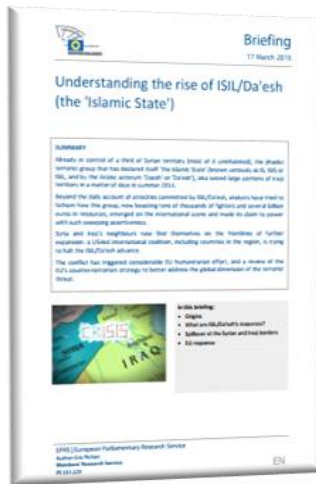 Briefing
17 March 2015
Understanding the rise of ISIL/Da'esh
(the 'Islamic State')
SUMMARY
Already in control of a third of Syrian territory (most of it uninhabited), the jihadist
terrorist group that has declared itself 'the Islamic State' (known variously as IS, ISIS or
ISIL, and by the Arabic acronym 'Daesh' or 'Da'esh'), also seized large portions of Iraqi
territory in a matter of days in summer 2014.
Beyond the daily account of atrocities committed by ISIL/Da'esh, analysts have tried to
fathom how this group, now boasting tens of thousands of fighters and several billion
euros in resources, emerged on the international scene and made its claim to power
with such sweeping assertiveness.
Syria and Iraq's neighbours now find themselves on the frontlines of further
expansion: a US-led international coalition, including countries in the region, is trying
to halt the ISIL/Da'esh advance.
The conflict has triggered considerable EU humanitarian effort, and a review of the
EU's counter-terrorism strategy to better address the global dimension of the terrorist
threat.
CRISIS
IRAQ
In this briefing:
• Origins
• What are ISIL/Da'esh's resources?
• Spillover of the Syrian and Iraqi borders
• EU response
EPRS | European Parliamentary Research Service
Members' Research Service
EN